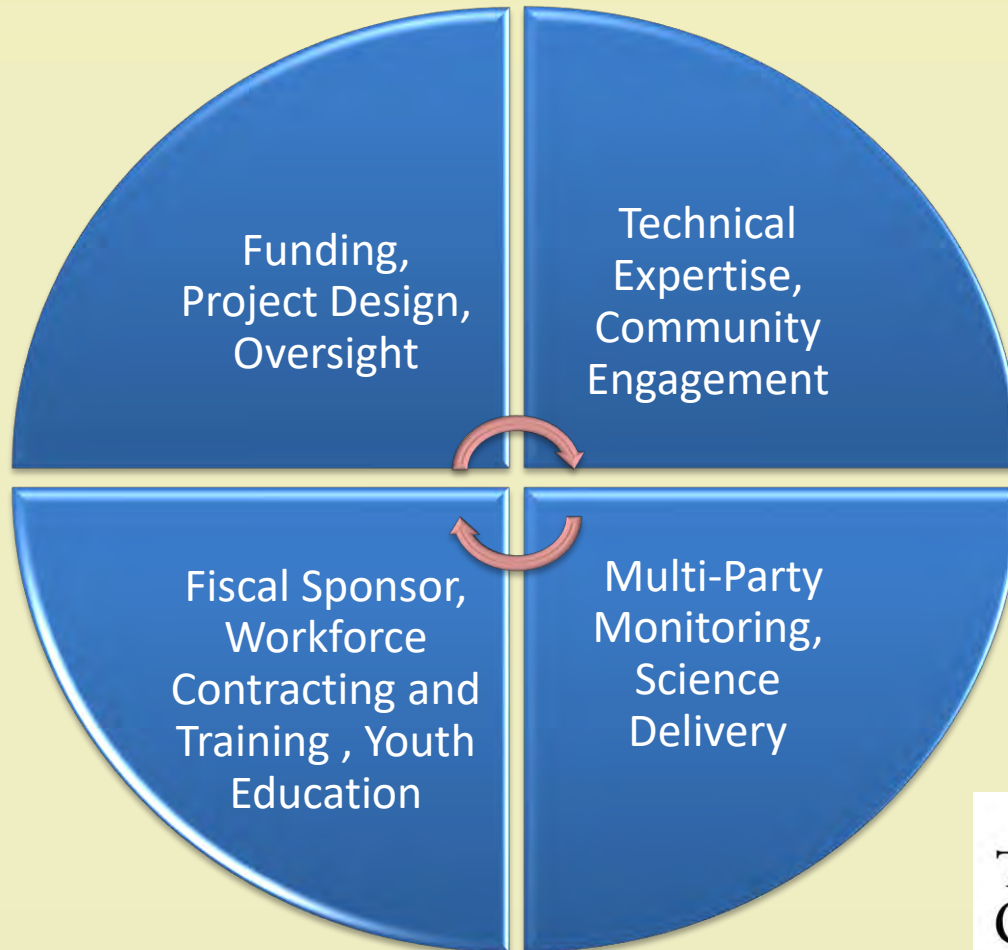 Funding,
Project Design,
Oversight
Technical
Expertise,
Community
Engagement
Fiscal Sponsor,
Workforce
Contracting and
Training , Youth
Education
Multi-Party
Monitoring,
Science
Delivery